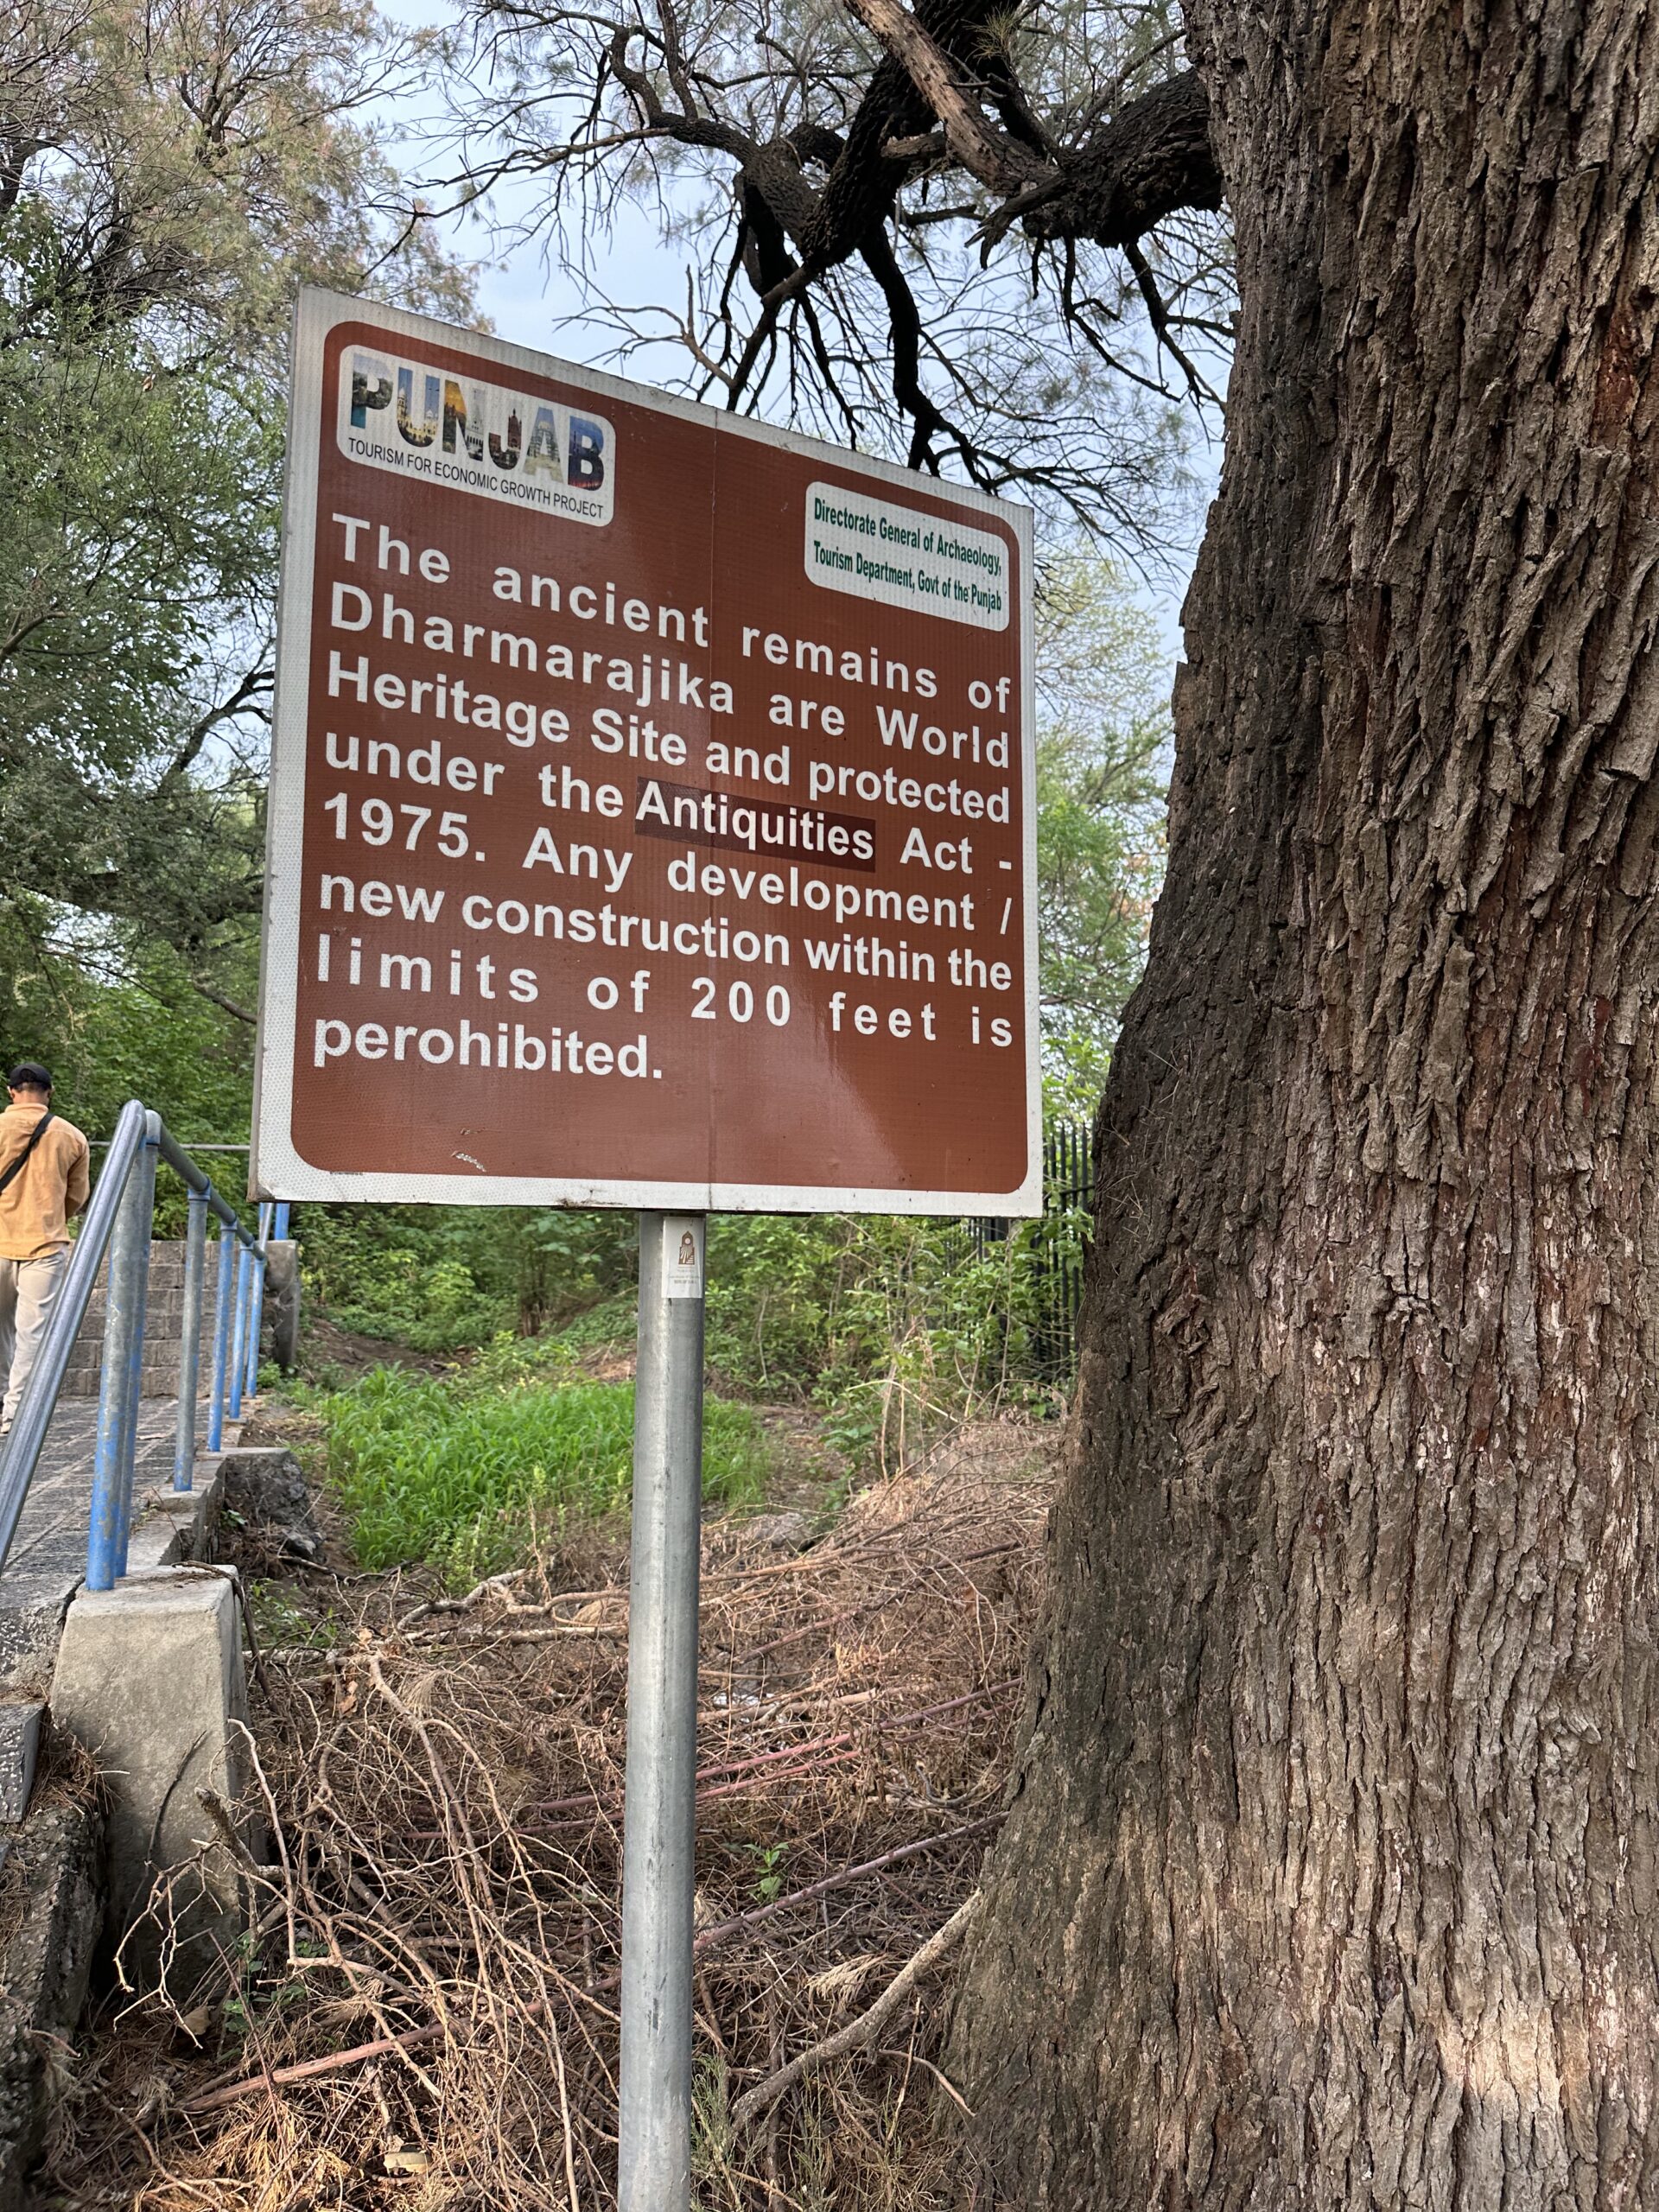 PUNJAB
TOURISM FOR ECONOMIC GROWTH PROJECT
Directorate General of Archaeology,
Tourism Department, Govt of the Punjab
The ancient remains of
Dharmarajika are World
Heritage Site and protected
under the Antiquities Act -
1975. Any development /
new construction within the
limits of 200 feet is
perohibited.